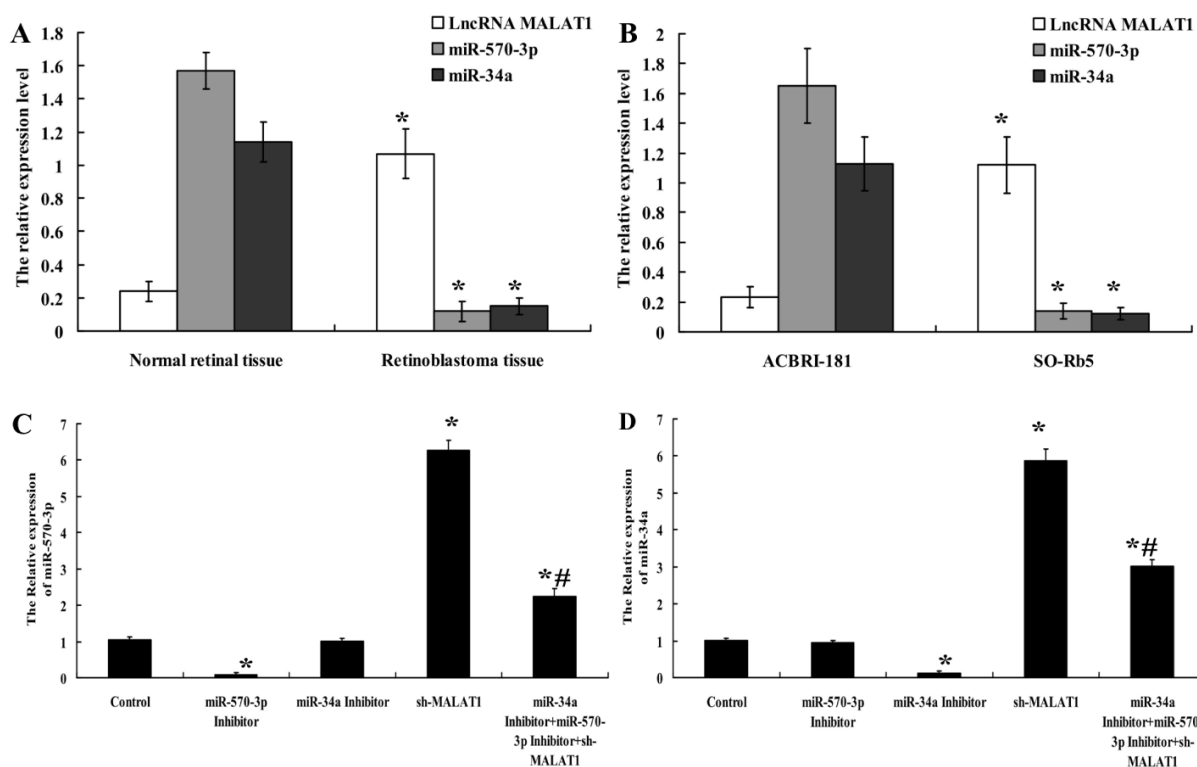 A
The relative expression level
1.8
1.6
1.4
1.2
1
0.8
0.6
0.4
0.2
0
LncRNA MALAT1
miR-570-3p
miR-34a
*
*
*
Normal retinal tissue
Retinoblastoma tissue
B
The relative expression level
2
1.8
1.6
1.4
1.2
1
0.8
0.6
0.4
0.2
0
LncRNA MALAT1
miR-570-3p
miR-34a
*
*
*
ACBRI-181
SO-Rb5
C
The Relative expression
of miR-570-3p
7
6
5
4
3
2
1
0
*
*
*#
Control
miR-570-3p
Inhibitor
miR-34a Inhibitor
sh-MALAT1
miR-34a
Inhibitor+miR-570-
3p Inhibitor+sh-
MALAT1
D
The Relative expression
of miR-34a
7
6
5
4
3
2
1
0
*
*
*#
Control
miR-570-3p
Inhibitor
miR-34a Inhibitor
sh-MALAT1
miR-34a
Inhibitor+miR-570
3p Inhibitor+sh-
MALAT1